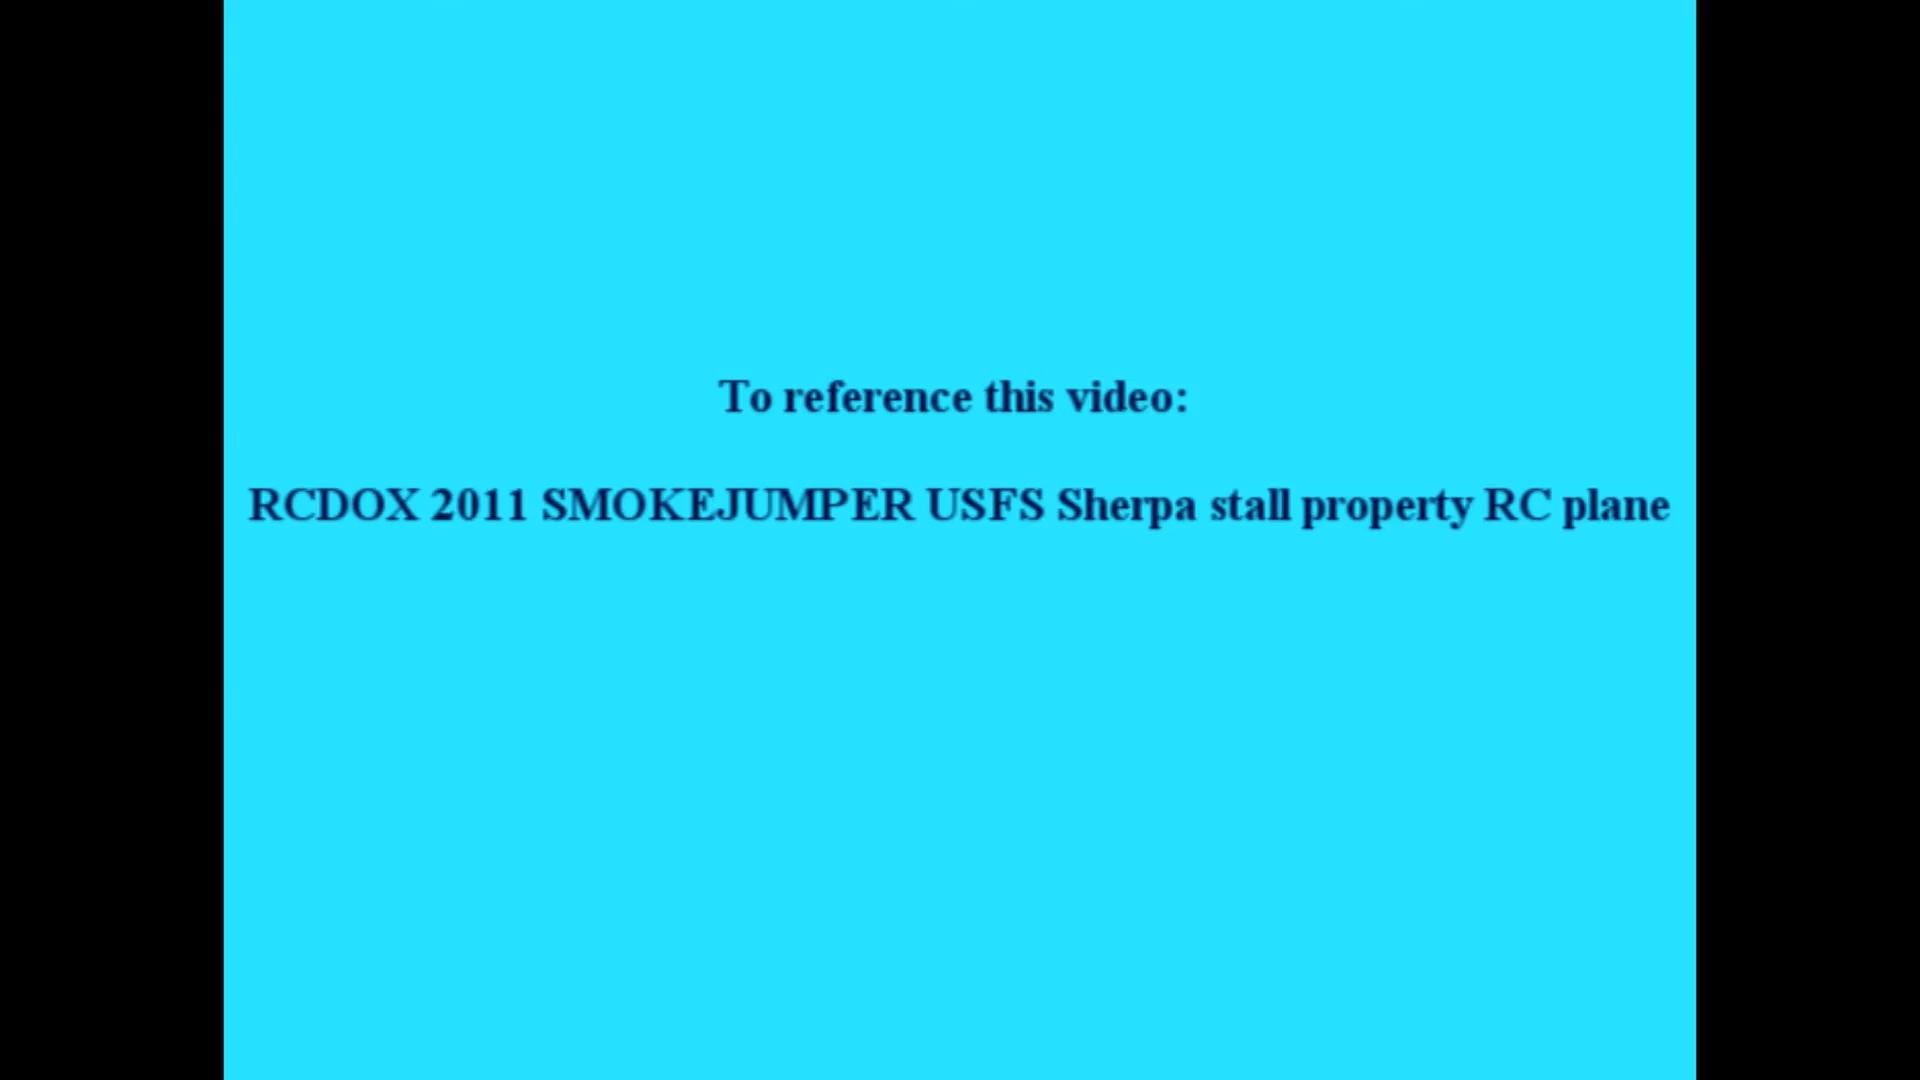 To reference this video:
RCDOX 2011 SMOKEJUMPER USFS Sherpa stall property RC plane